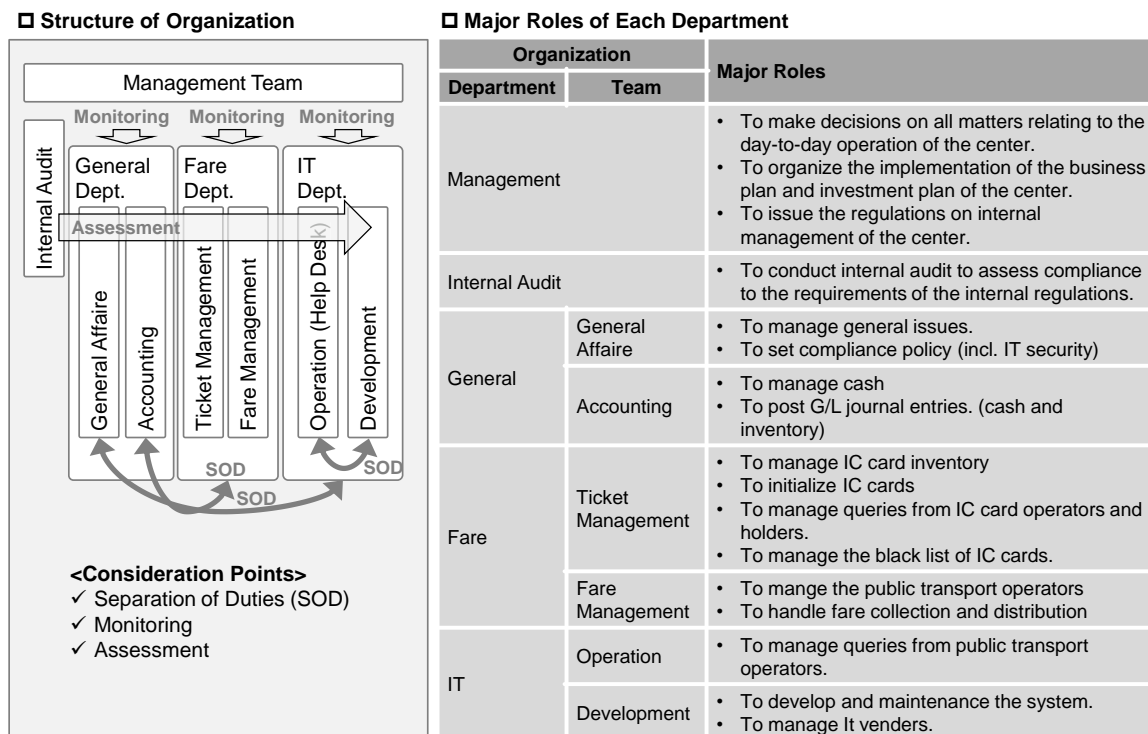 Structure of Organization
Management Team
Monitoring
Monitoring
Monitoring
Internal Audit
General
Dept.
Fare
Dept.
IT
Dept.
Assessment
General Affaire
Accounting
Ticket Management
Fare Management
Operation (Help Desk)
Development
SOD
SOD
SOD
<Consideration Points>
✓ Separation of Duties (SOD)
✓ Monitoring
✓ Assessment
Major Roles of Each Department
Organization
Major Roles
Department
Team
Management
• To make decisions on all matters relating to the
day-to-day operation of the center.
• To organize the implementation of the business
plan and investment plan of the center.
• To issue the regulations on internal
management of the center.
Internal Audit
• To conduct internal audit to assess compliance
to the requirements of the internal regulations.
General
General
Affaire
• To manage general issues.
• To set compliance policy (incl. IT security)
Accounting
• To manage cash
• To post G/L journal entries. (cash and
inventory)
Fare
Ticket
Management
• To manage IC card inventory
• To initialize IC cards
• To manage queries from IC card operators and
holders.
• To manage the black list of IC cards.
Fare
Management
• To mange the public transport operators
• To handle fare collection and distribution
IT
Operation
• To manage queries from public transport
operators.
Development
• To develop and maintenance the system.
• To manage It venders.